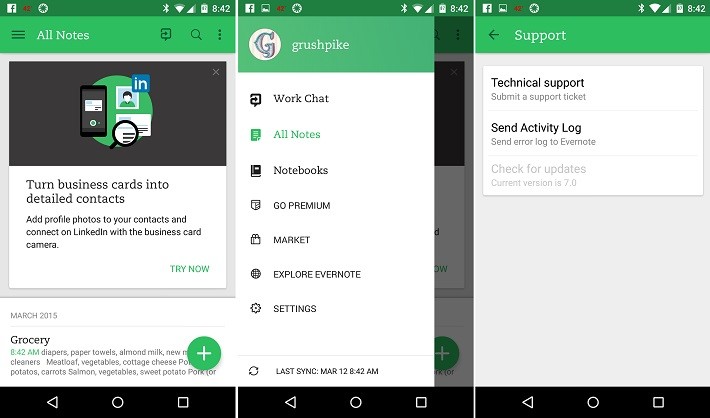 8:42
All Notes
in
Turn business cards into
detailed contacts
Add profile photos to your contacts and
connect on LinkedIn with the business card
camera.
TRY NOW
MARCH 2015
Grocery
8:42 AM diapers, paper towels, almond milk, new
cleaners Meatloaf, vegetables, cottage cheese
potatos, carrots Salmon, vegetables, sweet potato Pork (or
8:42
G
grushpike
Work Chat
All Notes
Notebooks
GO PREMIUM
MARKET
EXPLORE EVERNOTE
SETTINGS
LAST SYNC: MAR 12 8:42 AM
8:42
Support
Technical support
Submit a support ticket
Send Activity Log
Send error log to Evernote
Check for updates
Current version is 7.0